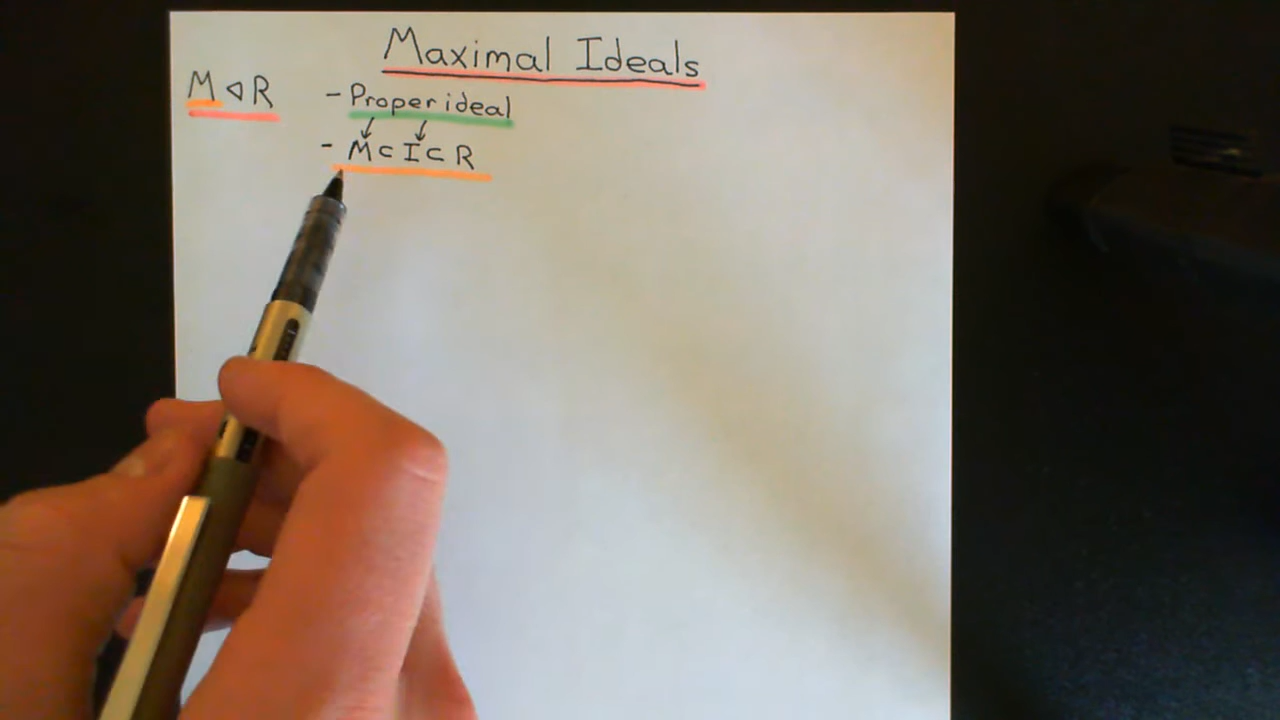 Maximal Ideals
M ◁ R
- Proper ideal
↓ ↓
- M ⊂ I ⊂ R